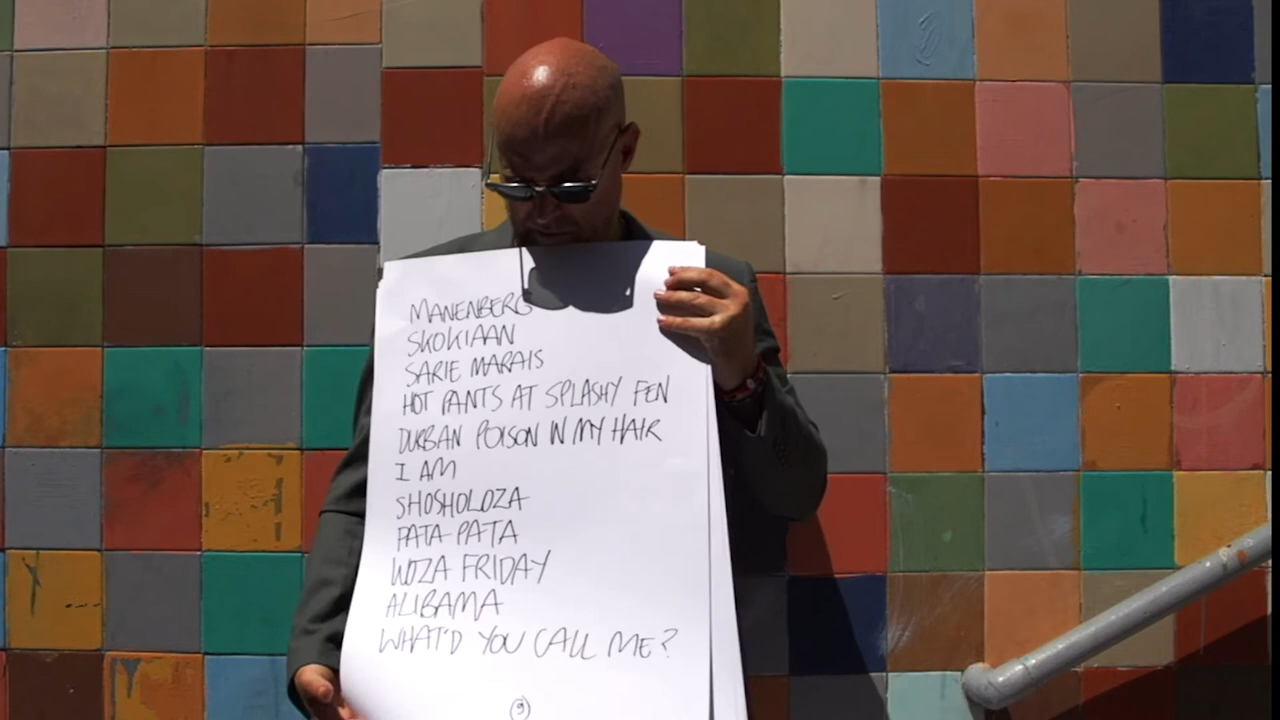 MANENBERG
SKOKIAAN
SARIE MARAIS
HOT PANTS AT SPLASHY FEN
DURBAN POISON IN MY HAIR
I AM
SHOSHOLOZA
PATA-PATA
WOZA FRIDAY
ALIBAMA
WHAT'D YOU CALL ME?
9